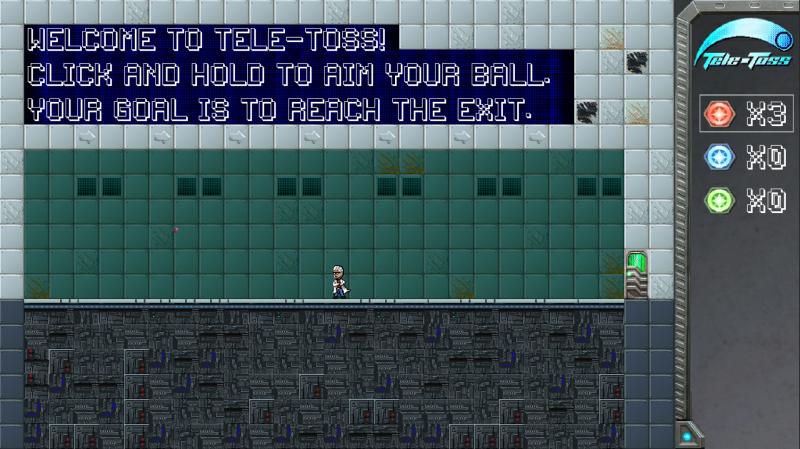 WELCOME TO TELE-TOSS!
CLICK AND HOLD TO AIM YOUR BALL.
YOUR GOAL IS TO REACH THE EXIT.
Tele-Toss
X3
X0
X0